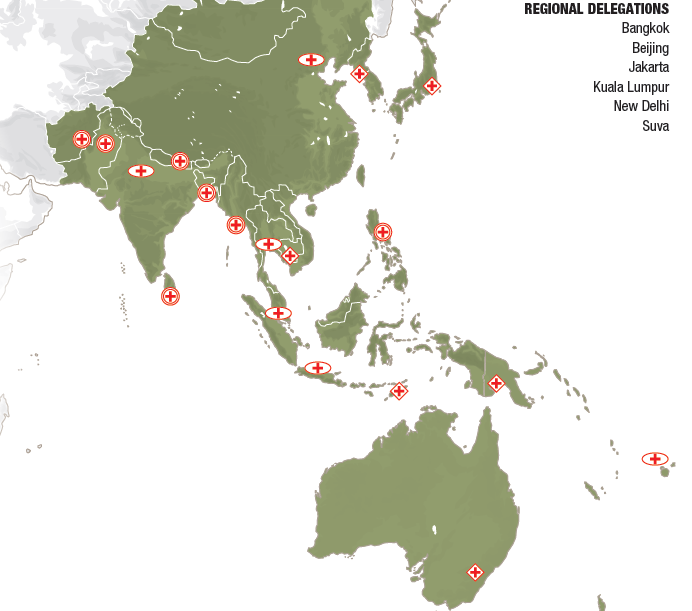 REGIONAL DELEGATIONS
Bangkok
Beijing
Jakarta
Kuala Lumpur
New Delhi
Suva